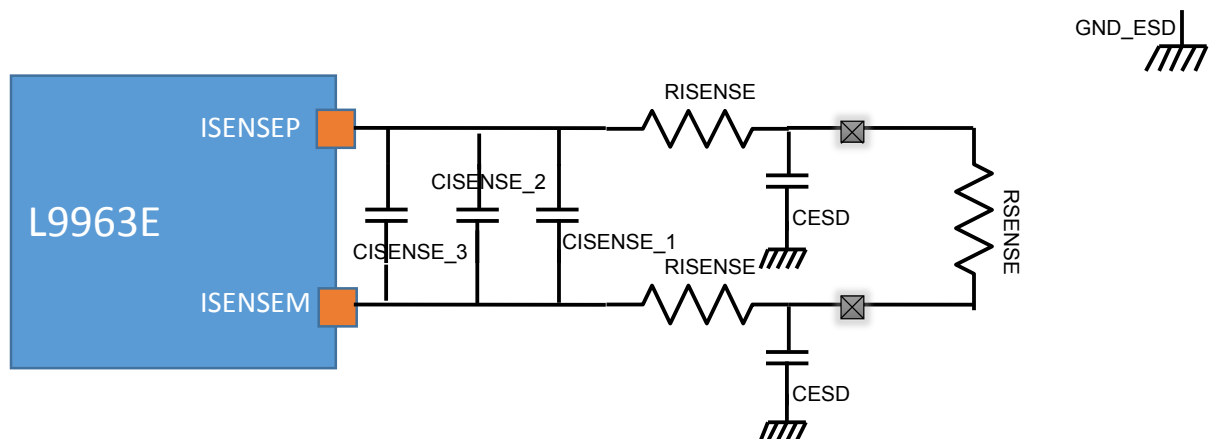 GND_ESD
RISENSE
ISENSEP
CISENSE_2
CESD
RSENSE
L9963E
CISENSE_3
CISENSE_1
RISENSE
ISENSEM
CESD